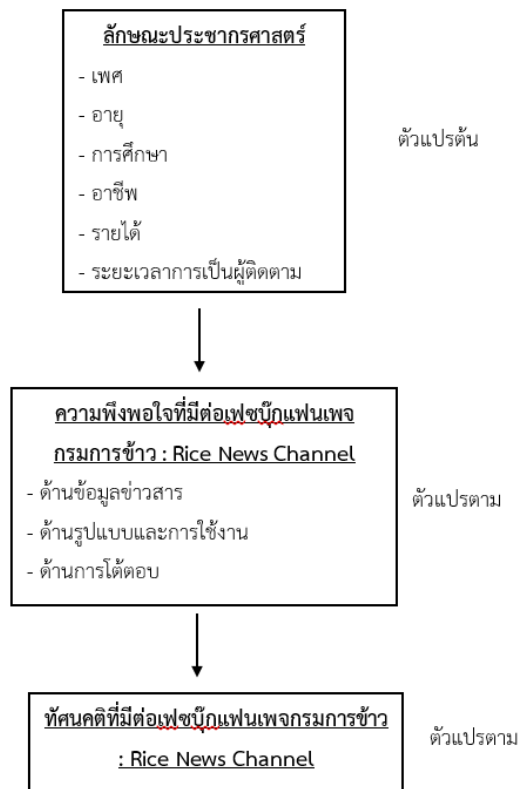 ลักษณะประชากรศาสตร์
- เพศ
- อายุ
- การศึกษา
- อาชีพ
- รายได้
- ระยะเวลาการเป็นผู้ติดตาม
ตัวแปรต้น
ความพึงพอใจที่มีต่อเฟซบุ๊กแฟนเพจ
กรมการข้าว : Rice News Channel
- ด้านข้อมูลข่าวสาร
- ด้านรูปแบบและการใช้งาน
- ด้านการโต้ตอบ
ตัวแปรตาม
ทัศนคติที่มีต่อเฟซบุ๊กแฟนเพจกรมการข้าว
: Rice News Channel
ตัวแปรตาม